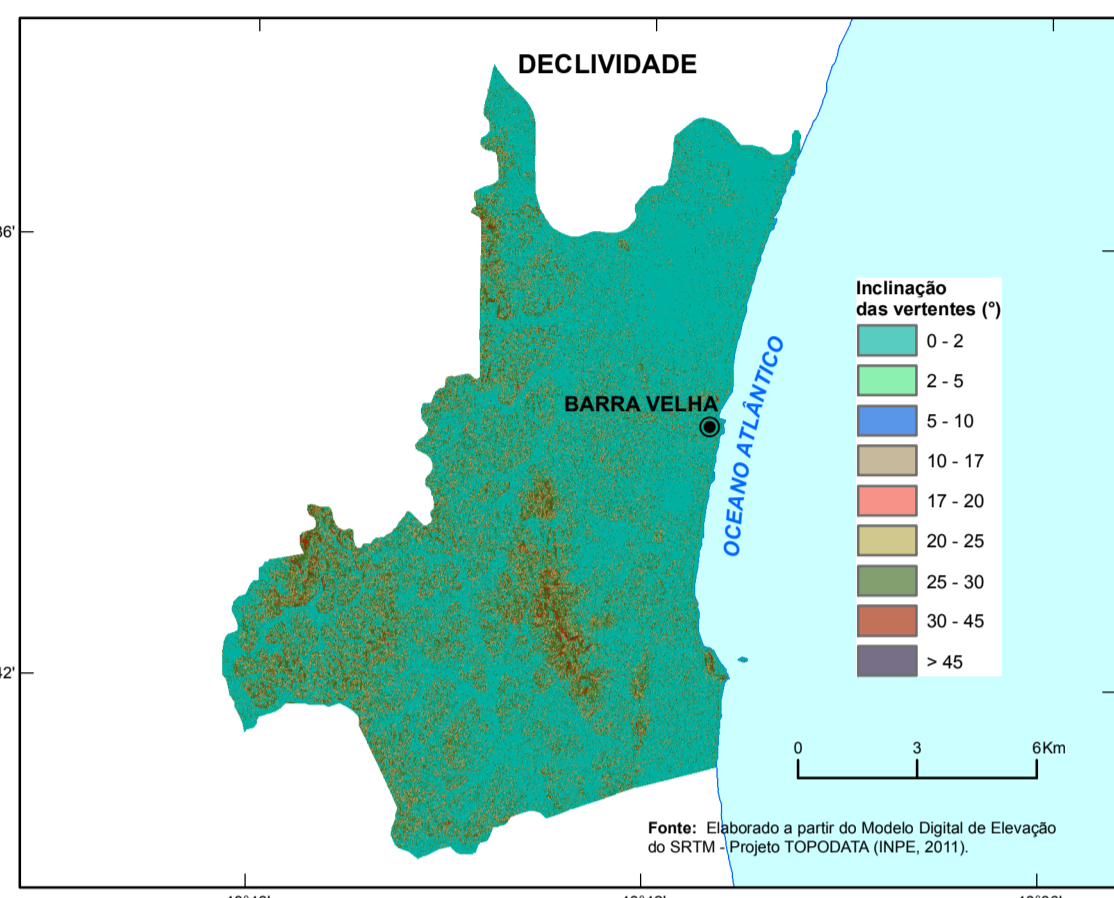 DECLIVIDADE
Inclinação
das vertentes (°)
0 - 2
2 - 5
5 - 10
10 - 17
17 - 20
20 - 25
25 - 30
30 - 45
> 45
BARRA VELHA
OCEANO ATLÂNTICO
0 3 6Km
Fonte: Elaborado a partir do Modelo Digital de Elevação
do SRTM - Projeto TOPODATA (INPE, 2011).